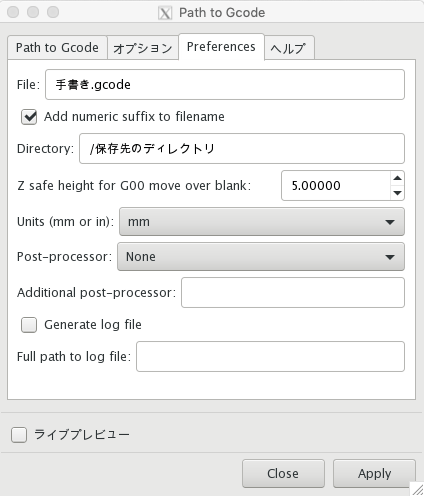 Path to Gcode
Path to Gcode オプション Preferences ヘルプ
File: 手書き.gcode
Add numeric suffix to filename
Directory: /保存先のディレクトリ
Z safe height for G00 move over blank: 5.00000
Units (mm or in): mm
Post-processor: None
Additional post-processor:
Generate log file
Full path to log file:
ライブプレビュー
Close Apply